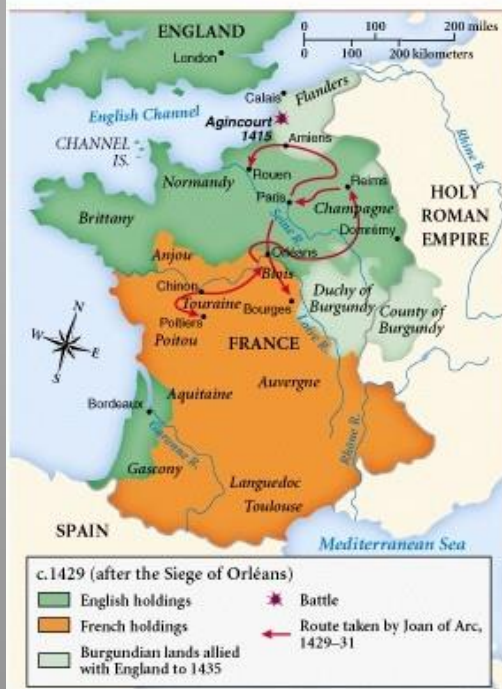 ENGLAND
London
0 100 200 miles
0 100 200 kilometers
Calais
Flanders
English Channel
Agincourt
1415
Amiens
CHANNEL
IS.
Rhine R.
Rouen
Normandy
Reims
Paris
Champagne
HOLY
ROMAN
EMPIRE
Seine R.
Brittany
Domrémy
Orléans
Anjou
Blois
Chinon
Duchy of
Burgundy
Touraine
Bourges
County of
Burgundy
Poitiers
Loire R.
Poitou
FRANCE
N
W
E
S
Auvergne
Aquitaine
Bordeaux
Garonne R.
Rhône R.
Gascony
Languedoc
Toulouse
SPAIN
Mediterranean Sea
c.1429 (after the Siege of Orléans)
English holdings
French holdings
Burgundian lands allied
with England to 1435
Battle
Route taken by Joan of Arc,
1429–31